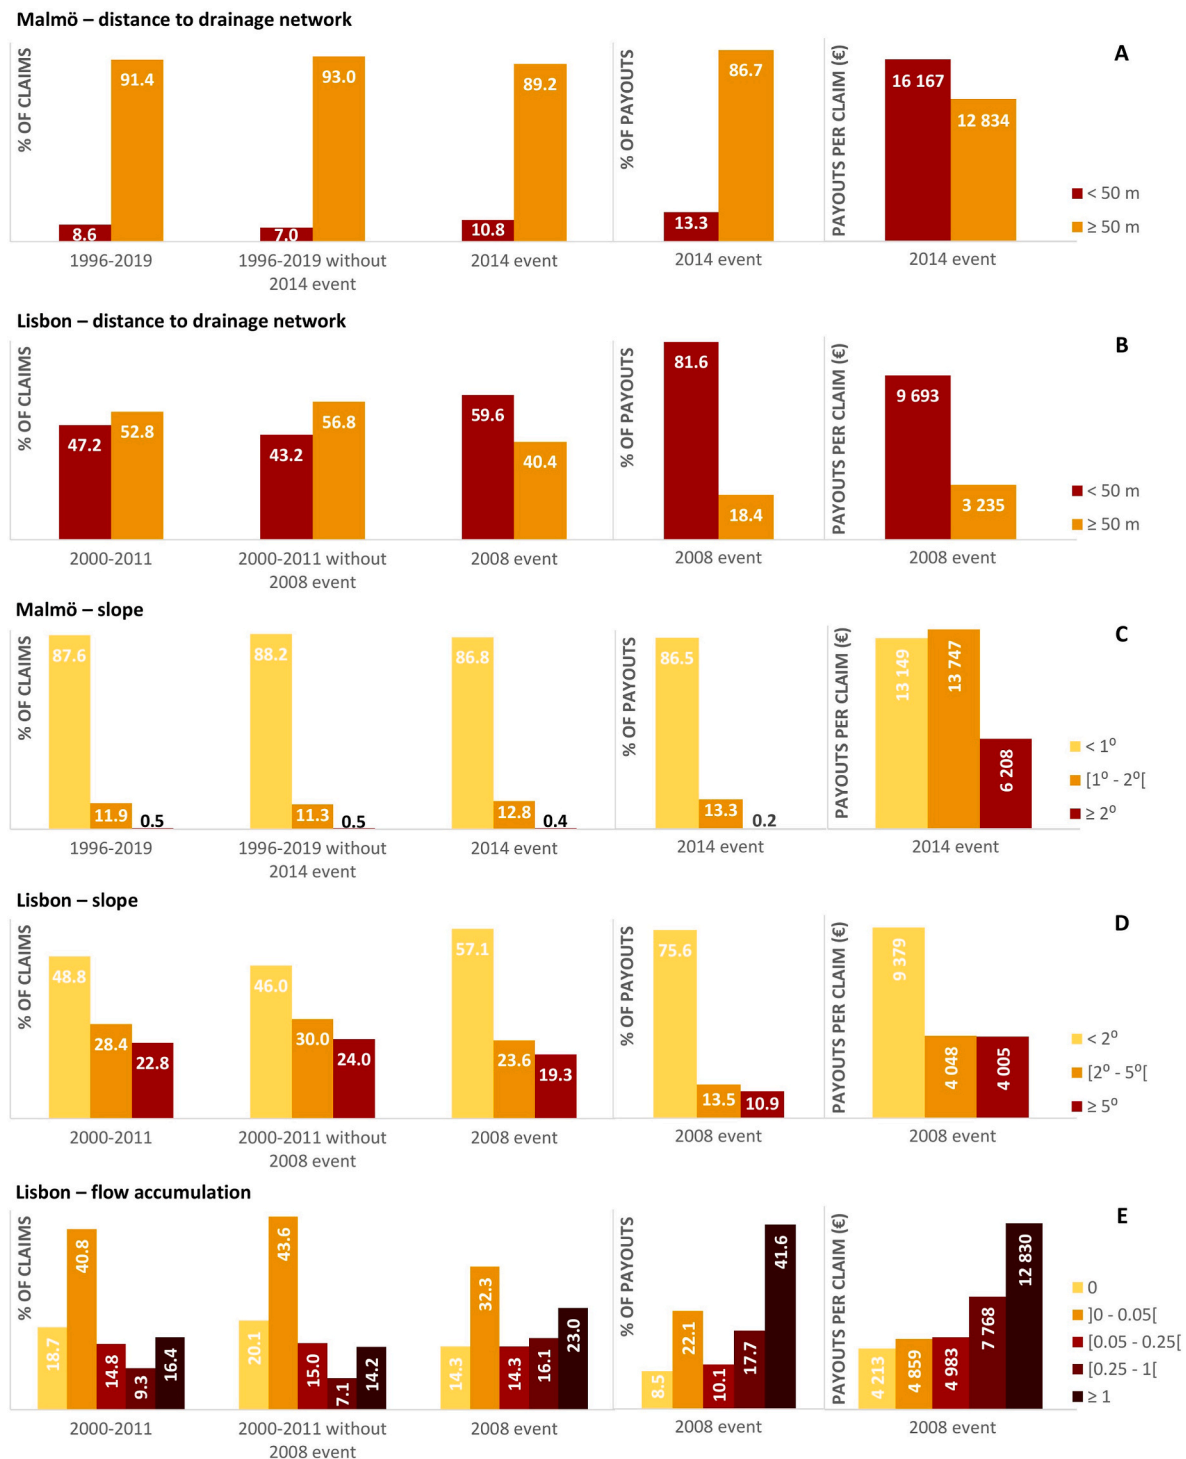 Malmö – distance to drainage network
A
% OF CLAIMS
91.4
8.6
93.0
7.0
89.2
10.8
% OF PAYOUTS
86.7
13.3
PAYOUTS PER CLAIM (€)
16 167
12 834
< 50 m
≥ 50 m
1996-2019
1996-2019 without
2014 event
2014 event
2014 event
2014 event
Lisbon – distance to drainage network
B
% OF CLAIMS
47.2
52.8
43.2
56.8
59.6
40.4
% OF PAYOUTS
81.6
18.4
PAYOUTS PER CLAIM (€)
9 693
3 235
< 50 m
≥ 50 m
2000-2011
2000-2011 without
2008 event
2008 event
2008 event
2008 event
Malmö – slope
C
% OF CLAIMS
87.6
11.9
0.5
88.2
11.3
0.5
86.8
12.8
0.4
% OF PAYOUTS
86.5
13.3
0.2
PAYOUTS PER CLAIM (€)
13 149
13 747
6 208
< 1º
[1º - 2º[
≥ 2º
1996-2019
1996-2019 without
2014 event
2014 event
2014 event
2014 event
Lisbon – slope
D
% OF CLAIMS
48.8
28.4
22.8
46.0
30.0
24.0
57.1
23.6
19.3
% OF PAYOUTS
75.6
13.5
10.9
PAYOUTS PER CLAIM (€)
9 379
4 048
4 005
< 2º
[2º - 5º[
≥ 5º
2000-2011
2000-2011 without
2008 event
2008 event
2008 event
2008 event
Lisbon – flow accumulation
E
% OF CLAIMS
18.7
40.8
14.8
9.3
16.4
20.1
43.6
15.0
7.1
14.2
14.3
32.3
14.3
16.1
23.0
% OF PAYOUTS
8.5
22.1
10.1
17.7
41.6
PAYOUTS PER CLAIM (€)
4 213
4 859
4 983
7 768
12 830
0
]0 - 0.05[
[0.05 - 0.25[
[0.25 - 1[
≥ 1
2000-2011
2000-2011 without
2008 event
2008 event
2008 event
2008 event